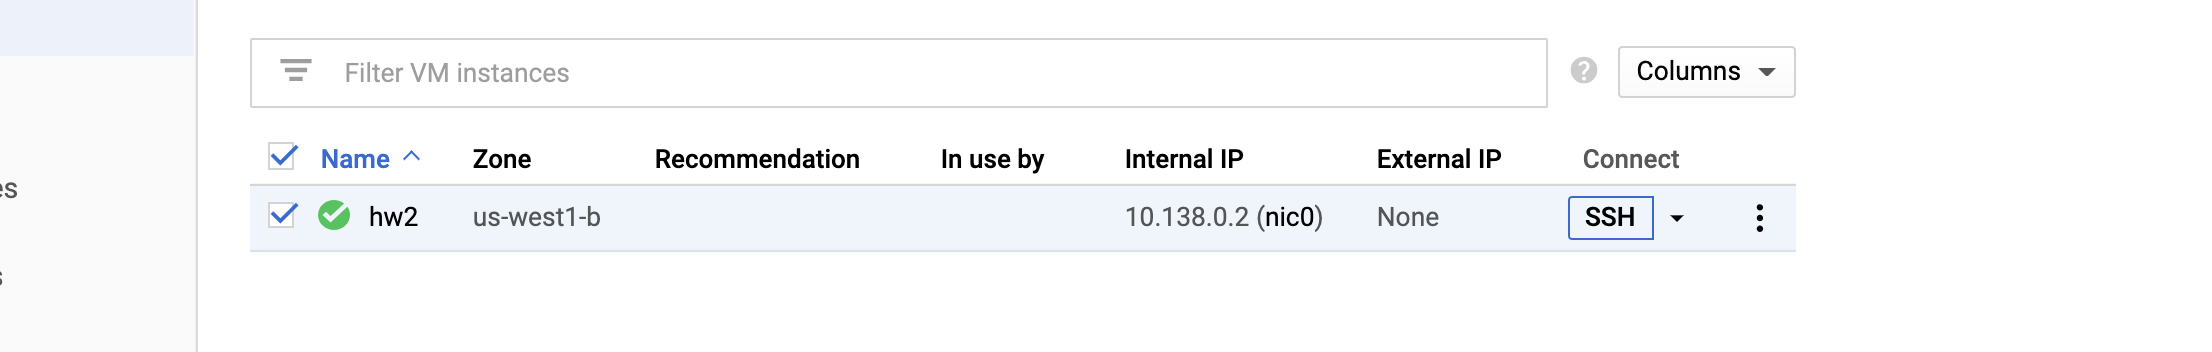 Filter VM instances ? Columns
Name Zone Recommendation In use by Internal IP External IP Connect
es
hw2 us-west1-b 10.138.0.2 (nic0) None SSH
s